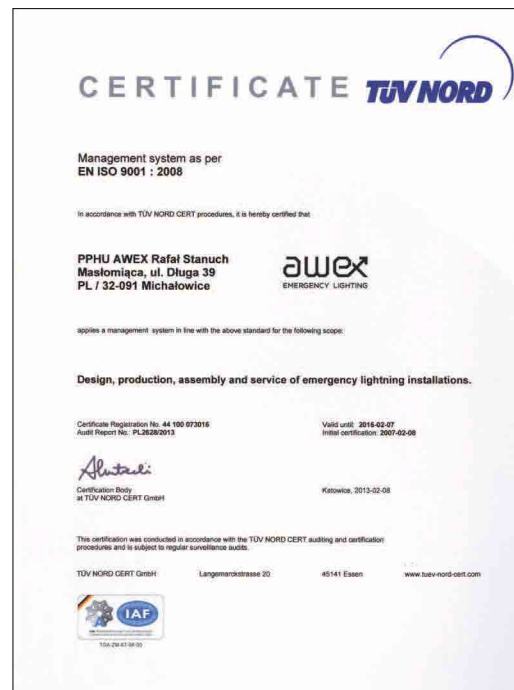 CERTIFICATE TÜV NORD
Management system as per
EN ISO 9001 : 2008
In accordance with TÜV NORD CERT procedures, it is hereby certified that
PPHU AWEX Rafał Stanuch
Masłomiąca, ul. Długa 39
PL / 32-091 Michałowice
awex
EMERGENCY LIGHTING
applies a management system in line with the above standard for the following scope:
Design, production, assembly and service of emergency lightning installations.
Certificate Registration No. 44 100 073016
Audit Report No.: PL2628/2013
Valid until: 2016-02-07
Initial certification: 2007-02-08
Certification Body
at TÜV NORD CERT GmbH
Katowice, 2013-02-08
This certification was conducted in accordance with the TÜV NORD CERT auditing and certification
procedures and is subject to regular surveillance audits.
TÜV NORD CERT GmbH Langemarckstrasse 20 45141 Essen www.tuev-nord-cert.com
IAF